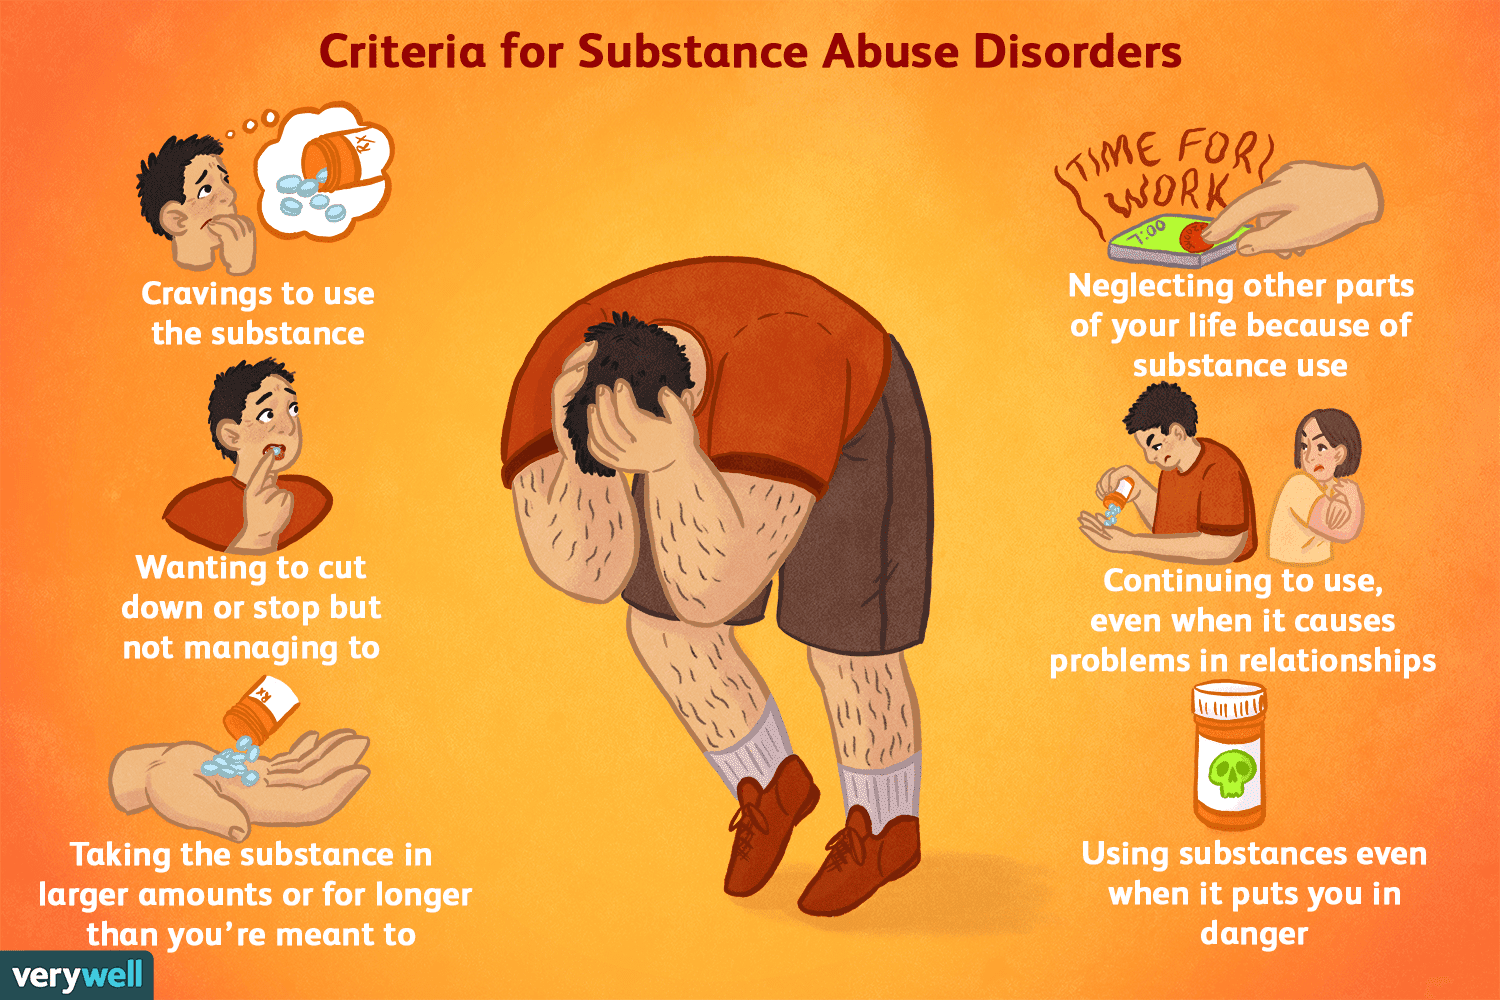 Criteria for Substance Abuse Disorders
RX
Cravings to use
the substance
Wanting to cut
down or stop but
not managing to
RX
Taking the substance in
larger amounts or for longer
than you're meant to
TIME FOR
WORK
7:00
Neglecting other parts
of your life because of
substance use
Continuing to use,
even when it causes
problems in relationships
Using substances even
when it puts you in
danger
verywell